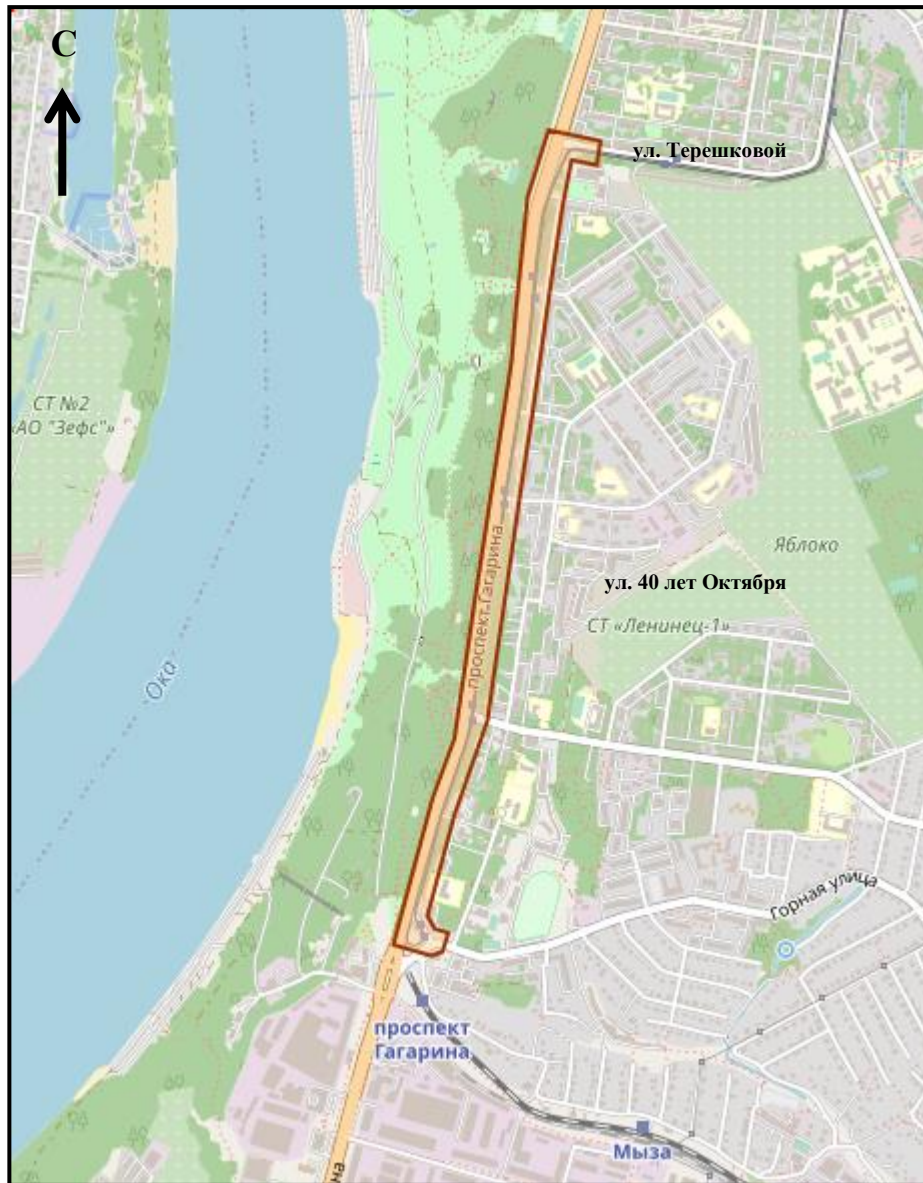 С
ул. Терешковой
СТ №2
«АО "Зефс"»
Яблоко
проспект Гагарина
ул. 40 лет Октября
СТ «Ленинец-1»
Ока
Горная улица
проспект
Гагарина
Мыза
на